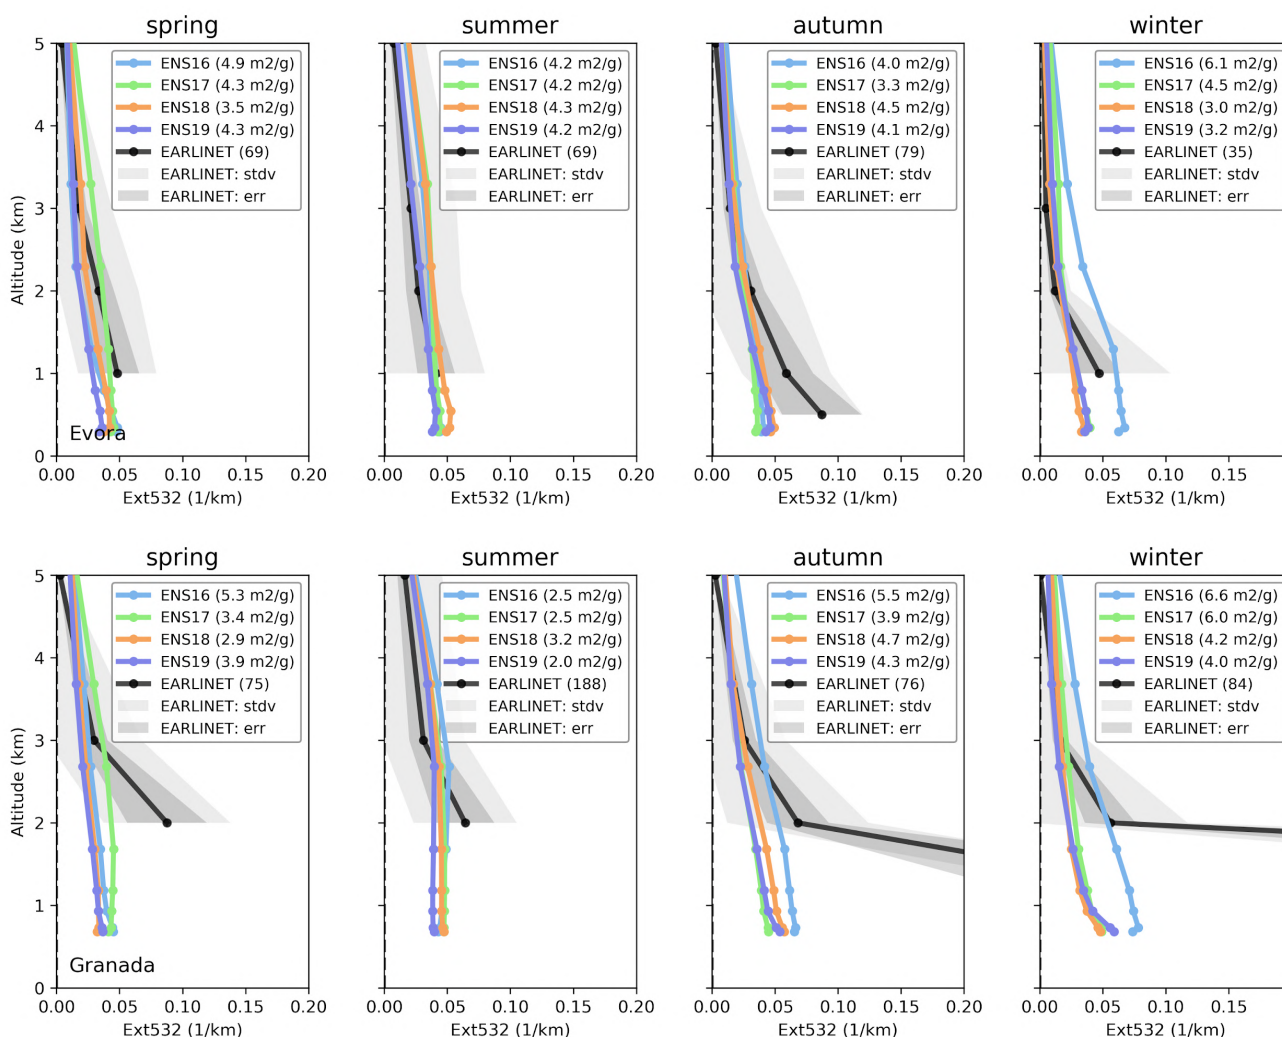 spring
summer
autumn
winter
5
4
3
2
1
0
Altitude (km)
ENS16 (4.9 m2/g)
ENS17 (4.3 m2/g)
ENS18 (3.5 m2/g)
ENS19 (4.3 m2/g)
EARLINET (69)
EARLINET: stdv
EARLINET: err
Evora
0.00 0.05 0.10 0.15 0.20
Ext532 (1/km)
ENS16 (4.2 m2/g)
ENS17 (4.2 m2/g)
ENS18 (4.3 m2/g)
ENS19 (4.2 m2/g)
EARLINET (69)
EARLINET: stdv
EARLINET: err
0.00 0.05 0.10 0.15 0.20
Ext532 (1/km)
ENS16 (4.0 m2/g)
ENS17 (3.3 m2/g)
ENS18 (4.5 m2/g)
ENS19 (4.1 m2/g)
EARLINET (79)
EARLINET: stdv
EARLINET: err
0.00 0.05 0.10 0.15 0.20
Ext532 (1/km)
ENS16 (6.1 m2/g)
ENS17 (4.5 m2/g)
ENS18 (3.0 m2/g)
ENS19 (3.2 m2/g)
EARLINET (35)
EARLINET: stdv
EARLINET: err
0.00 0.05 0.10 0.15
Ext532 (1/km)
spring
summer
autumn
winter
5
4
3
2
1
0
Altitude (km)
ENS16 (5.3 m2/g)
ENS17 (3.4 m2/g)
ENS18 (2.9 m2/g)
ENS19 (3.9 m2/g)
EARLINET (75)
EARLINET: stdv
EARLINET: err
Granada
0.00 0.05 0.10 0.15 0.20
Ext532 (1/km)
ENS16 (2.5 m2/g)
ENS17 (2.5 m2/g)
ENS18 (3.2 m2/g)
ENS19 (2.0 m2/g)
EARLINET (188)
EARLINET: stdv
EARLINET: err
0.00 0.05 0.10 0.15 0.20
Ext532 (1/km)
ENS16 (5.5 m2/g)
ENS17 (3.9 m2/g)
ENS18 (4.7 m2/g)
ENS19 (4.3 m2/g)
EARLINET (76)
EARLINET: stdv
EARLINET: err
0.00 0.05 0.10 0.15 0.20
Ext532 (1/km)
ENS16 (6.6 m2/g)
ENS17 (6.0 m2/g)
ENS18 (4.2 m2/g)
ENS19 (4.0 m2/g)
EARLINET (84)
EARLINET: stdv
EARLINET: err
0.00 0.05 0.10 0.15
Ext532 (1/km)